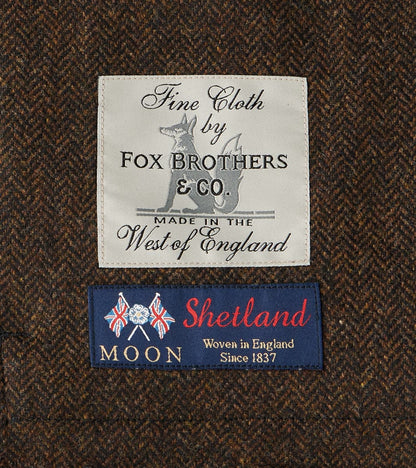 Fine Cloth
by
FOX BROTHERS
& CO.
MADE IN THE
West of England
Shetland
MOON
Woven in England
Since 1837